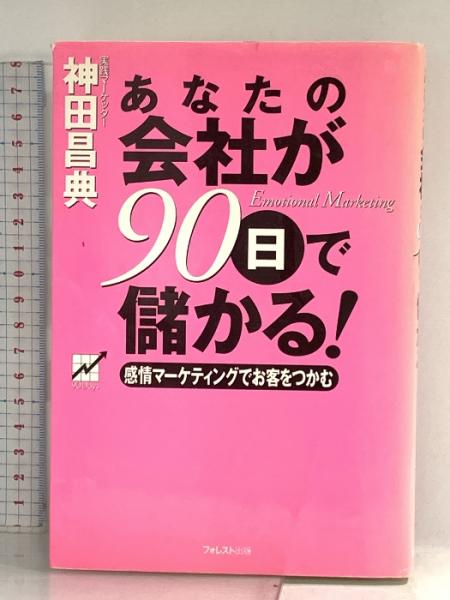 実践マーケッター
神田昌典
あなたの
会社が
90日で
Emotional Marketing
儲かる!
感情マーケティングでお客をつかむ
90 Days
フォレスト出版